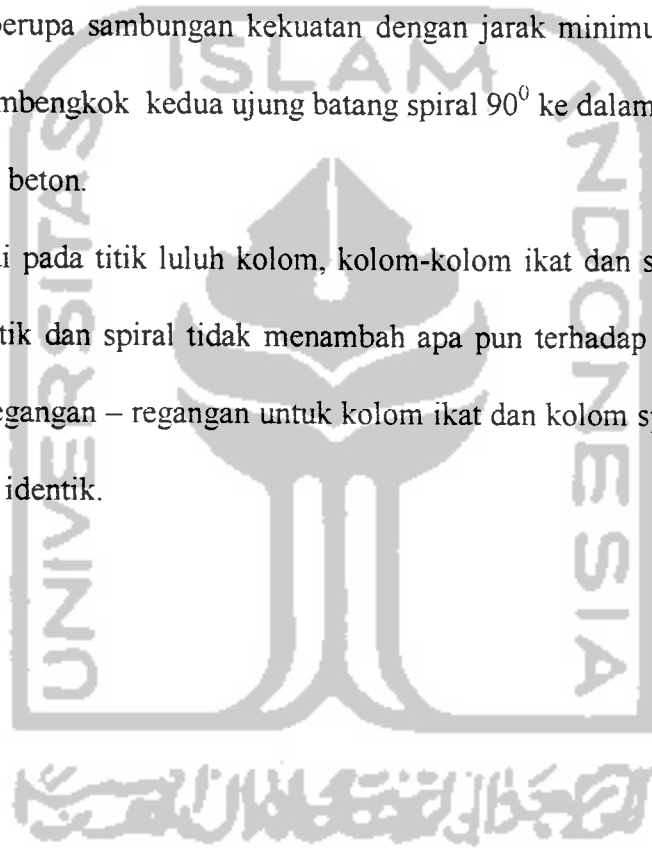 berupa sambungan kekuatan dengan jarak minimu
mbengkok kedua ujung batang spiral 90⁰ ke dalam
beton.
i pada titik luluh kolom, kolom-kolom ikat dan s
tik dan spiral tidak menambah apa pun terhadap
egangan – regangan untuk kolom ikat dan kolom s
identik.
ISLAM
UNIVERSITAS
INDONESIA